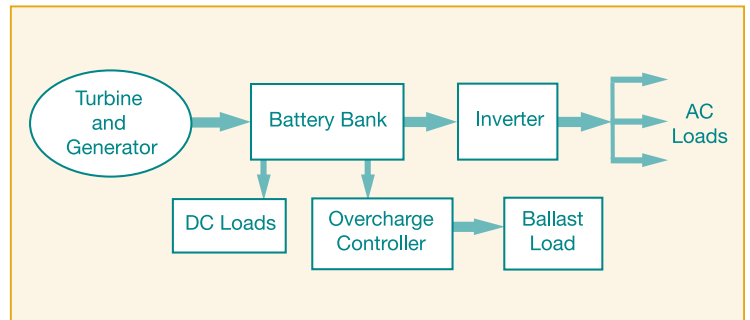 Turbine
and
Generator
Battery Bank
Inverter
AC
Loads
DC Loads
Overcharge
Controller
Ballast
Load